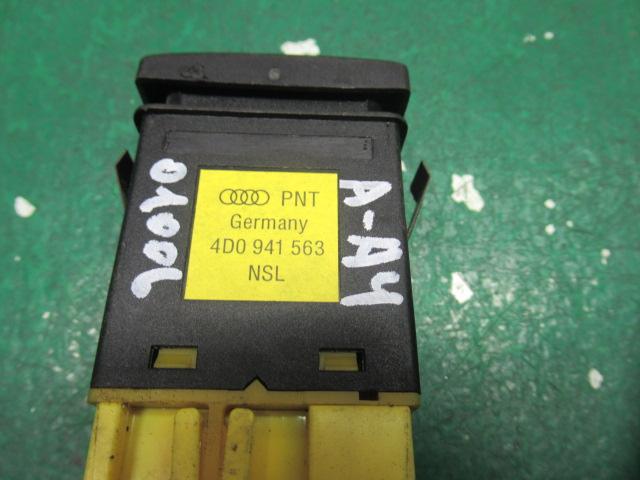 PNT
Germany
4D0 941 563
NSL
A-A4